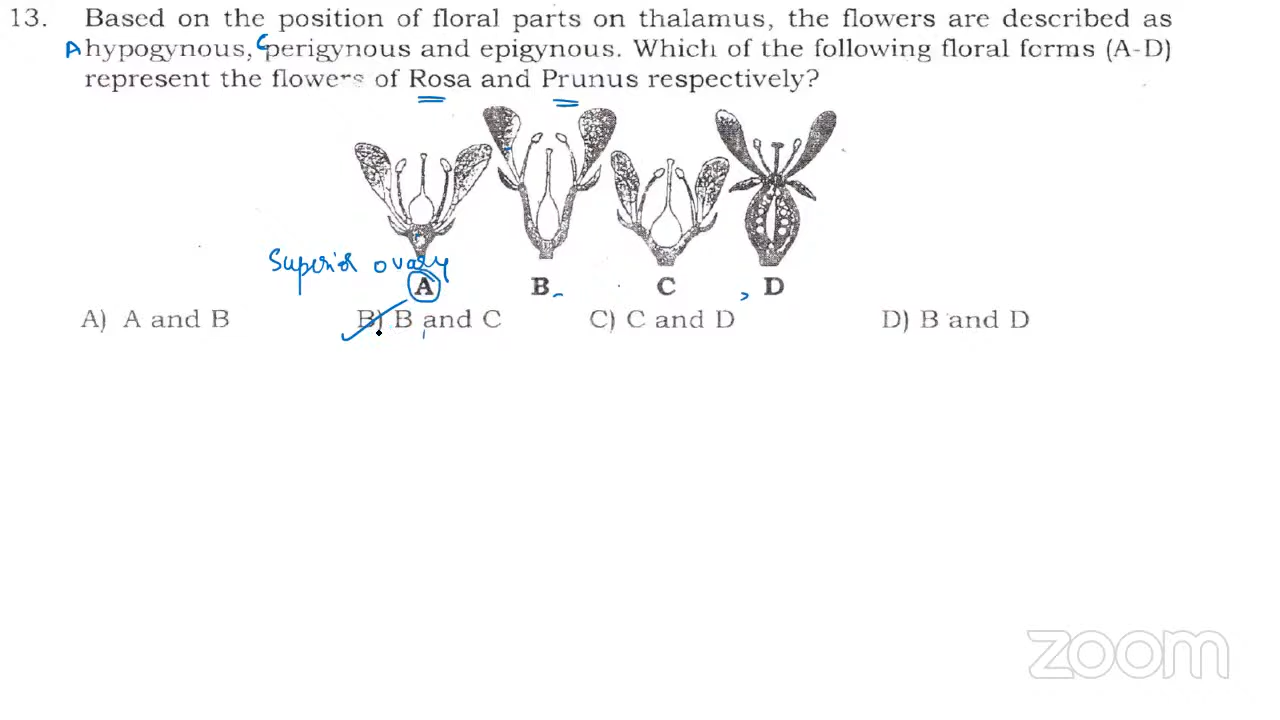 13. Based on the position of floral parts on thalamus, the flowers are described as
A hypogynous, C perigynous and epigynous. Which of the following floral forms (A-D)
represent the flowers of Rosa and Prunus respectively?
Superior ovary
A B C , D
A) A and B B) B and C C) C and D D) B and D
zoom